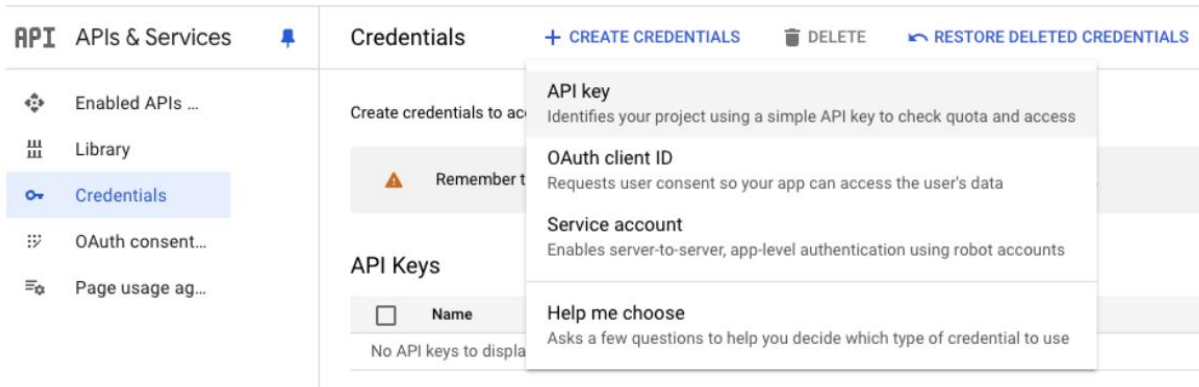 API APIs & Services
Credentials
+ CREATE CREDENTIALS
DELETE
RESTORE DELETED CREDENTIALS
Enabled APIs ...
Library
Credentials
OAuth consent...
Page usage ag...
Create credentials to ac
Remember t
API Keys
Name
No API keys to displa
API key
Identifies your project using a simple API key to check quota and access
OAuth client ID
Requests user consent so your app can access the user's data
Service account
Enables server-to-server, app-level authentication using robot accounts
Help me choose
Asks a few questions to help you decide which type of credential to use